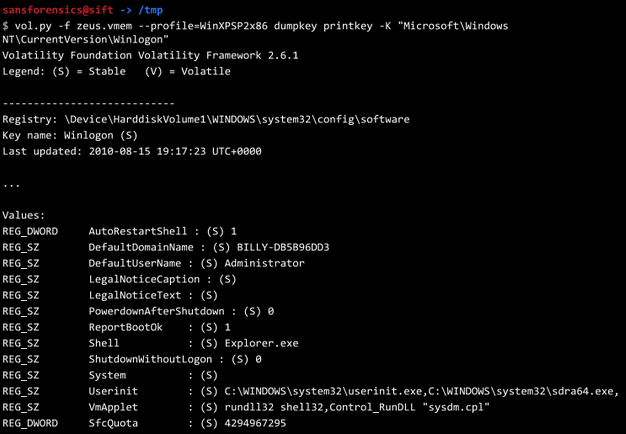 sansforensics@sift -> /tmp
$ vol.py -f zeus.vmem --profile=WinXPSP2x86 dumpkey printkey -K "Microsoft\Windows
NT\CurrentVersion\Winlogon"
Volatility Foundation Volatility Framework 2.6.1
Legend: (S) = Stable   (V) = Volatile

----------------------------
Registry: \Device\HarddiskVolume1\WINDOWS\system32\config\software
Key name: Winlogon (S)
Last updated: 2010-08-15 19:17:23 UTC+0000

...

Values:
REG_DWORD     AutoRestartShell : (S) 1
REG_SZ        DefaultDomainName : (S) BILLY-DB5B96DD3
REG_SZ        DefaultUserName : (S) Administrator
REG_SZ        LegalNoticeCaption : (S)
REG_SZ        LegalNoticeText : (S)
REG_SZ        PowerdownAfterShutdown : (S) 0
REG_SZ        ReportBootOk    : (S) 1
REG_SZ        Shell           : (S) Explorer.exe
REG_SZ        ShutdownWithoutLogon : (S) 0
REG_SZ        System          : (S)
REG_SZ        Userinit        : (S) C:\WINDOWS\system32\userinit.exe,C:\WINDOWS\system32\sdra64.exe,
REG_SZ        VmApplet        : (S) rundll32 shell32,Control_RunDLL "sysdm.cpl"
REG_DWORD     SfcQuota        : (S) 4294967295